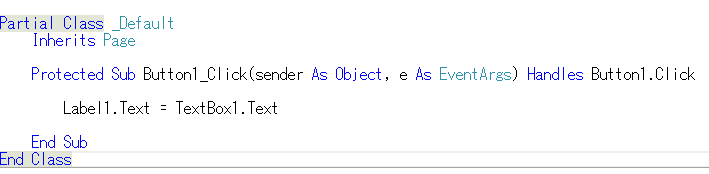 Partial Class _Default
Inherits Page
Protected Sub Button1_Click(sender As Object, e As EventArgs) Handles Button1.Click
Label1.Text = TextBox1.Text
End Sub
End Class